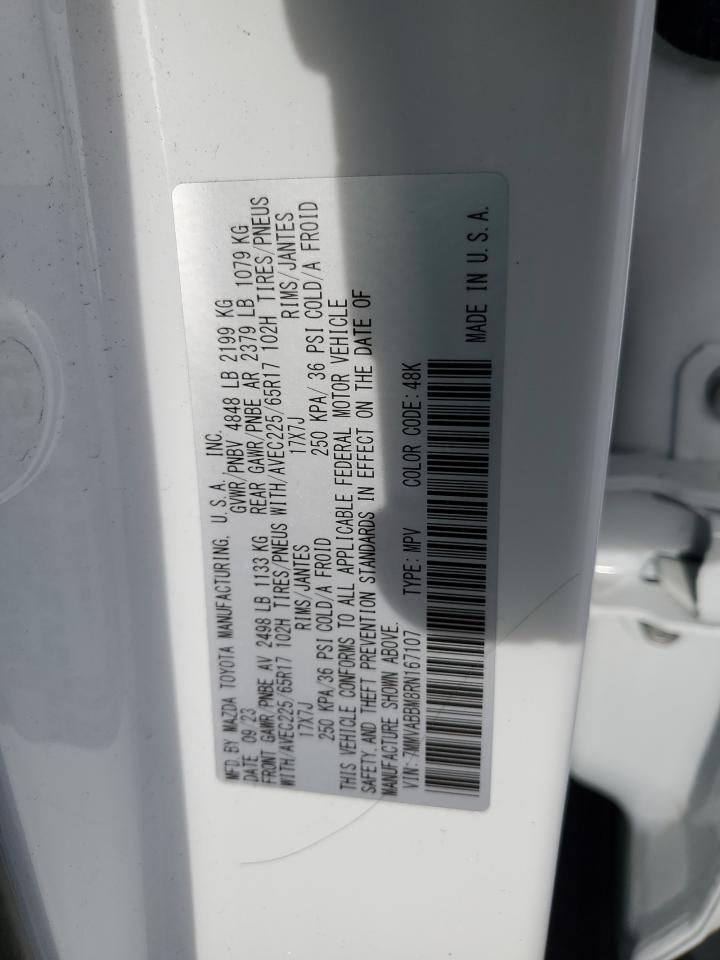 MFD. BY MAZDA TOYOTA MANUFACTURING, U.S.A., INC.
DATE 09/23 GVWR/PNBV 4848 LB 2199 KG
FRONT GAWR/PNBE AV 2498 LB 1133 KG REAR GAWR/PNBE AR 2379 LB 1079 KG
WITH/AVEC225/65R17 102H TIRES/PNEUS WITH/AVEC225/65R17 102H TIRES/PNEUS
17X7J RIMS/JANTES 17X7J RIMS/JANTES
250 KPA/36 PSI COLD/A FROID 250 KPA/36 PSI COLD/A FROID
THIS VEHICLE CONFORMS TO ALL APPLICABLE FEDERAL MOTOR VEHICLE
SAFETY AND THEFT PREVENTION STANDARDS IN EFFECT ON THE DATE OF
MANUFACTURE SHOWN ABOVE.
VIN:7MMVABBM8RN167107 TYPE:MPV COLOR CODE:48K
MADE IN U.S.A.